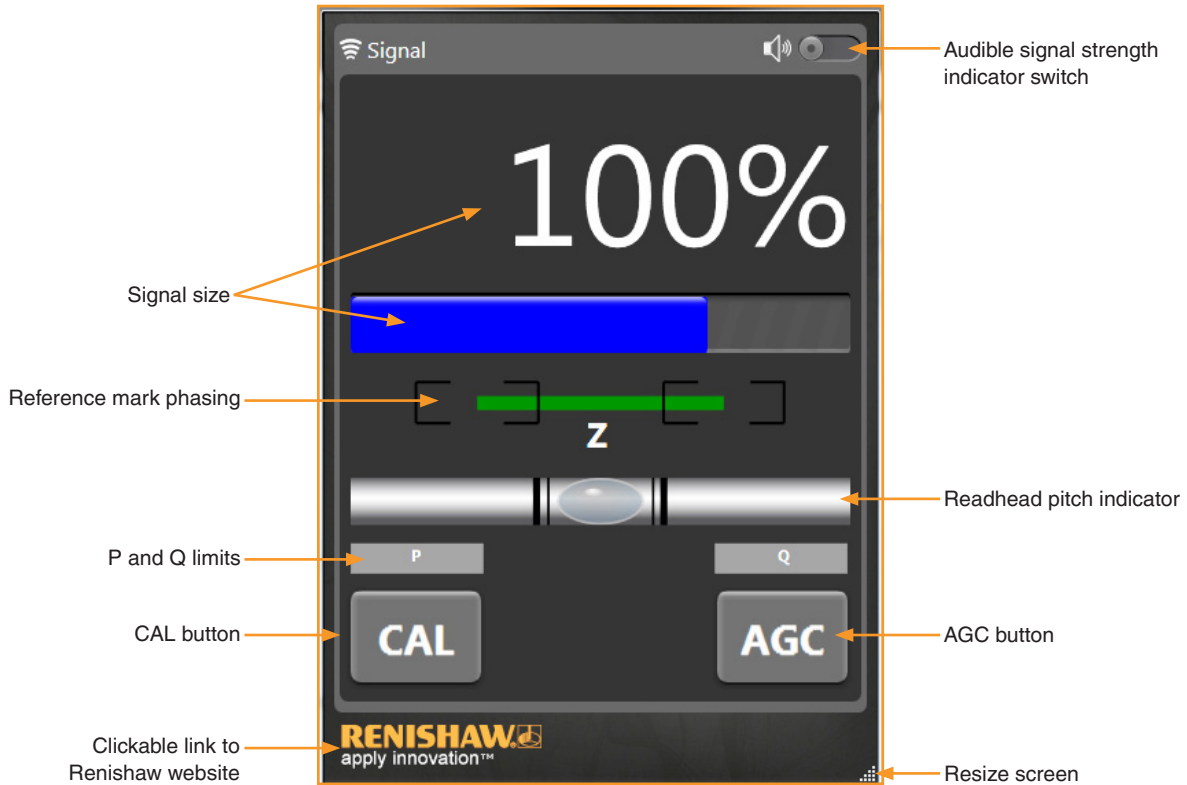 Signal
Audible signal strength
indicator switch
100%
Signal size
Reference mark phasing
Z
Readhead pitch indicator
P and Q limits
P
Q
CAL button
CAL
AGC
AGC button
RENISHAW
apply innovation™
Clickable link to
Renishaw website
Resize screen